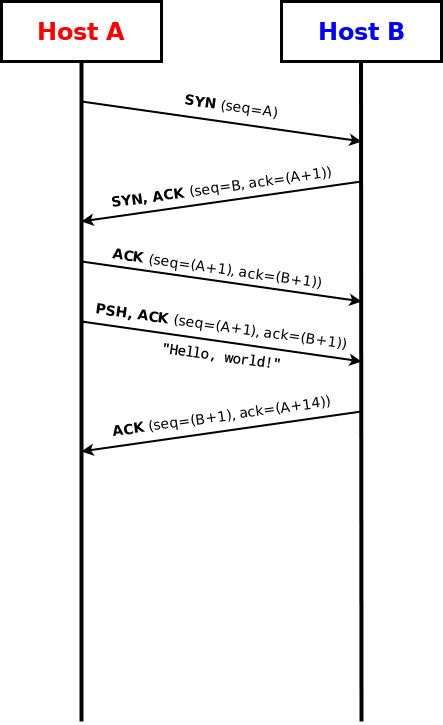 Host A
Host B
SYN (seq=A)
SYN, ACK (seq=B, ack=(A+1))
ACK (seq=(A+1), ack=(B+1))
PSH, ACK (seq=(A+1), ack=(B+1))
"Hello, world!"
ACK (seq=(B+1), ack=(A+14))